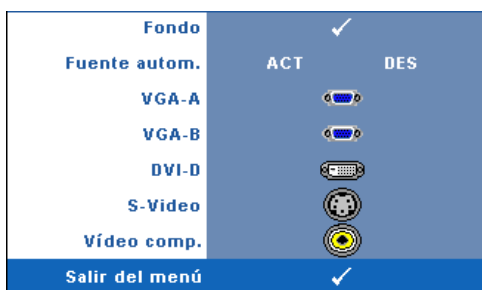 Fondo
Fuente autom. ACT DES
VGA-A
VGA-B
DVI-D
S-Video
Vídeo comp.
Salir del menú